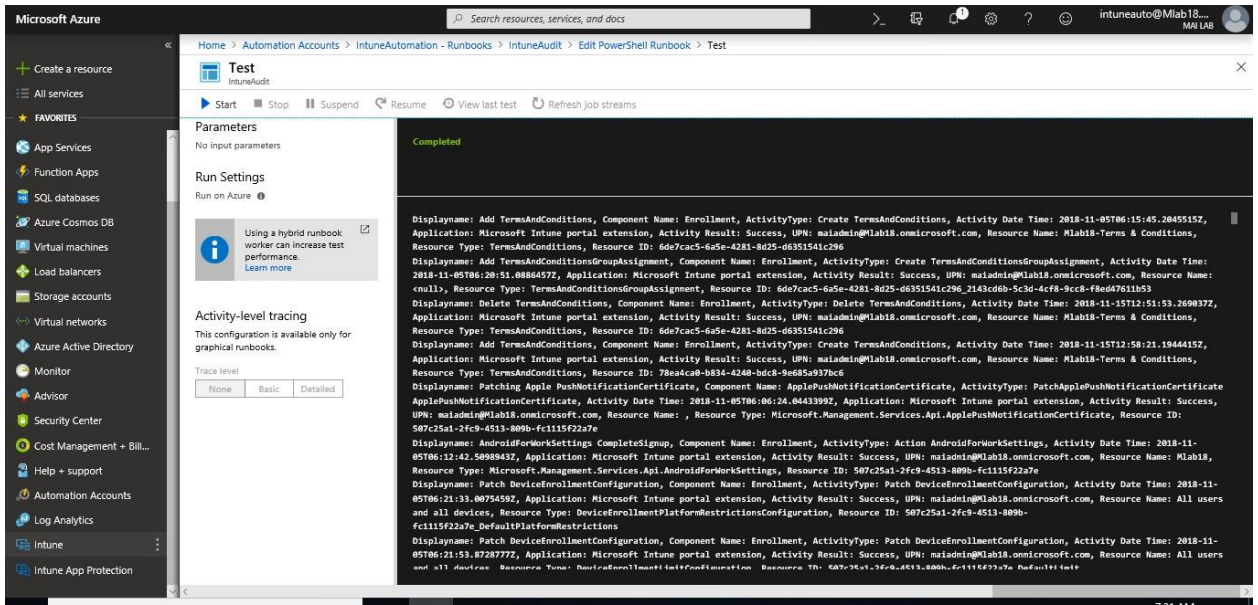 Microsoft Azure
Search resources, services, and docs
1
intuneauto@Mlab18....
MAI LAB
Home > Automation Accounts > IntuneAutomation - Runbooks > IntuneAudit > Edit PowerShell Runbook > Test
Create a resource
All services
FAVORITES
App Services
Function Apps
SQL databases
Azure Cosmos DB
Virtual machines
Load balancers
Storage accounts
Virtual networks
Azure Active Directory
Monitor
Advisor
Security Center
Cost Management + Bill...
Help + support
Automation Accounts
Log Analytics
Intune
Intune App Protection
Test
IntuneAudit
Start Stop Suspend Resume View last test Refresh job streams
Parameters
No input parameters
Run Settings
Run on Azure
Using a hybrid runbook
worker can increase test
performance.
Learn more
Activity-level tracing
This configuration is available only for
graphical runbooks.
Trace level
None Basic Detailed
Completed
Displayname: Add TermsAndConditions, Component Name: Enrollment, ActivityType: Create TermsAndConditions, Activity Date Time: 2018-11-05T06:15:45.2045515Z,
Application: Microsoft Intune portal extension, Activity Result: Success, UPN: maiadmin@Mlab18.onmicrosoft.com, Resource Name: Mlab18-Terms & Conditions,
Resource Type: TermsAndConditions, Resource ID: 6de7cac5-6a5e-4281-8d25-d6351541c296
Displayname: Add TermsAndConditionsGroupAssignment, Component Name: Enrollment, ActivityType: Create TermsAndConditionsGroupAssignment, Activity Date Time:
2018-11-05T06:20:51.0886457Z, Application: Microsoft Intune portal extension, Activity Result: Success, UPN: maiadmin@Mlab18.onmicrosoft.com, Resource Name:
<null>, Resource Type: TermsAndConditionsGroupAssignment, Resource ID: 6de7cac5-6a5e-4281-8d25-d6351541c296_2143cd6b-5c3d-4cf8-9cc8-f8ed47611b53
Displayname: Delete TermsAndConditions, Component Name: Enrollment, ActivityType: Delete TermsAndConditions, Activity Date Time: 2018-11-15T12:51:53.269037Z,
Application: Microsoft Intune portal extension, Activity Result: Success, UPN: maiadmin@Mlab18.onmicrosoft.com, Resource Name: Mlab18-Terms & Conditions,
Resource Type: TermsAndConditions, Resource ID: 6de7cac5-6a5e-4281-8d25-d6351541c296
Displayname: Add TermsAndConditions, Component Name: Enrollment, ActivityType: Create TermsAndConditions, Activity Date Time: 2018-11-15T12:58:21.1944415Z,
Application: Microsoft Intune portal extension, Activity Result: Success, UPN: maiadmin@Mlab18.onmicrosoft.com, Resource Name: Mlab18-Terms & Conditions,
Resource Type: TermsAndConditions, Resource ID: 78ea4ca0-b834-4240-bdc8-9e685a937bc6
Displayname: Patching Apple PushNotificationCertificate, Component Name: ApplePushNotificationCertificate, ActivityType: PatchApplePushNotificationCertificate
ApplePushNotificationCertificate, Activity Date Time: 2018-11-05T06:06:24.0443399Z, Application: Microsoft Intune portal extension, Activity Result: Success,
UPN: maiadmin@Mlab18.onmicrosoft.com, Resource Name: , Resource Type: Microsoft.Management.Services.Api.ApplePushNotificationCertificate, Resource ID:
507c25a1-2fc9-4513-809b-fc1115f22a7e
Displayname: AndroidForWorkSettings CompleteSignup, Component Name: Enrollment, ActivityType: Action AndroidForWorkSettings, Activity Date Time: 2018-11-
05T06:12:42.5098943Z, Application: Microsoft Intune portal extension, Activity Result: Success, UPN: maiadmin@Mlab18.onmicrosoft.com, Resource Name: Mlab18,
Resource Type: Microsoft.Management.Services.Api.AndroidForWorkSettings, Resource ID: 507c25a1-2fc9-4513-809b-fc1115f22a7e
Displayname: Patch DeviceEnrollmentConfiguration, Component Name: Enrollment, ActivityType: Patch DeviceEnrollmentConfiguration, Activity Date Time: 2018-11-
05T06:21:33.0075459Z, Application: Microsoft Intune portal extension, Activity Result: Success, UPN: maiadmin@Mlab18.onmicrosoft.com, Resource Name: All users
and all devices, Resource Type: DeviceEnrollmentPlatformRestrictionsConfiguration, Resource ID: 507c25a1-2fc9-4513-809b-
fc1115f22a7e_DefaultPlatformRestrictions
Displayname: Patch DeviceEnrollmentConfiguration, Component Name: Enrollment, ActivityType: Patch DeviceEnrollmentConfiguration, Activity Date Time: 2018-11-
05T06:21:53.8728777Z, Application: Microsoft Intune portal extension, Activity Result: Success, UPN: maiadmin@Mlab18.onmicrosoft.com, Resource Name: All users
and all devices, Resource Type: DeviceEnrollmentLimitConfiguration, Resource ID: 507c25a1-2fc9-4513-809b-fc1115f22a7e_DefaultLimit